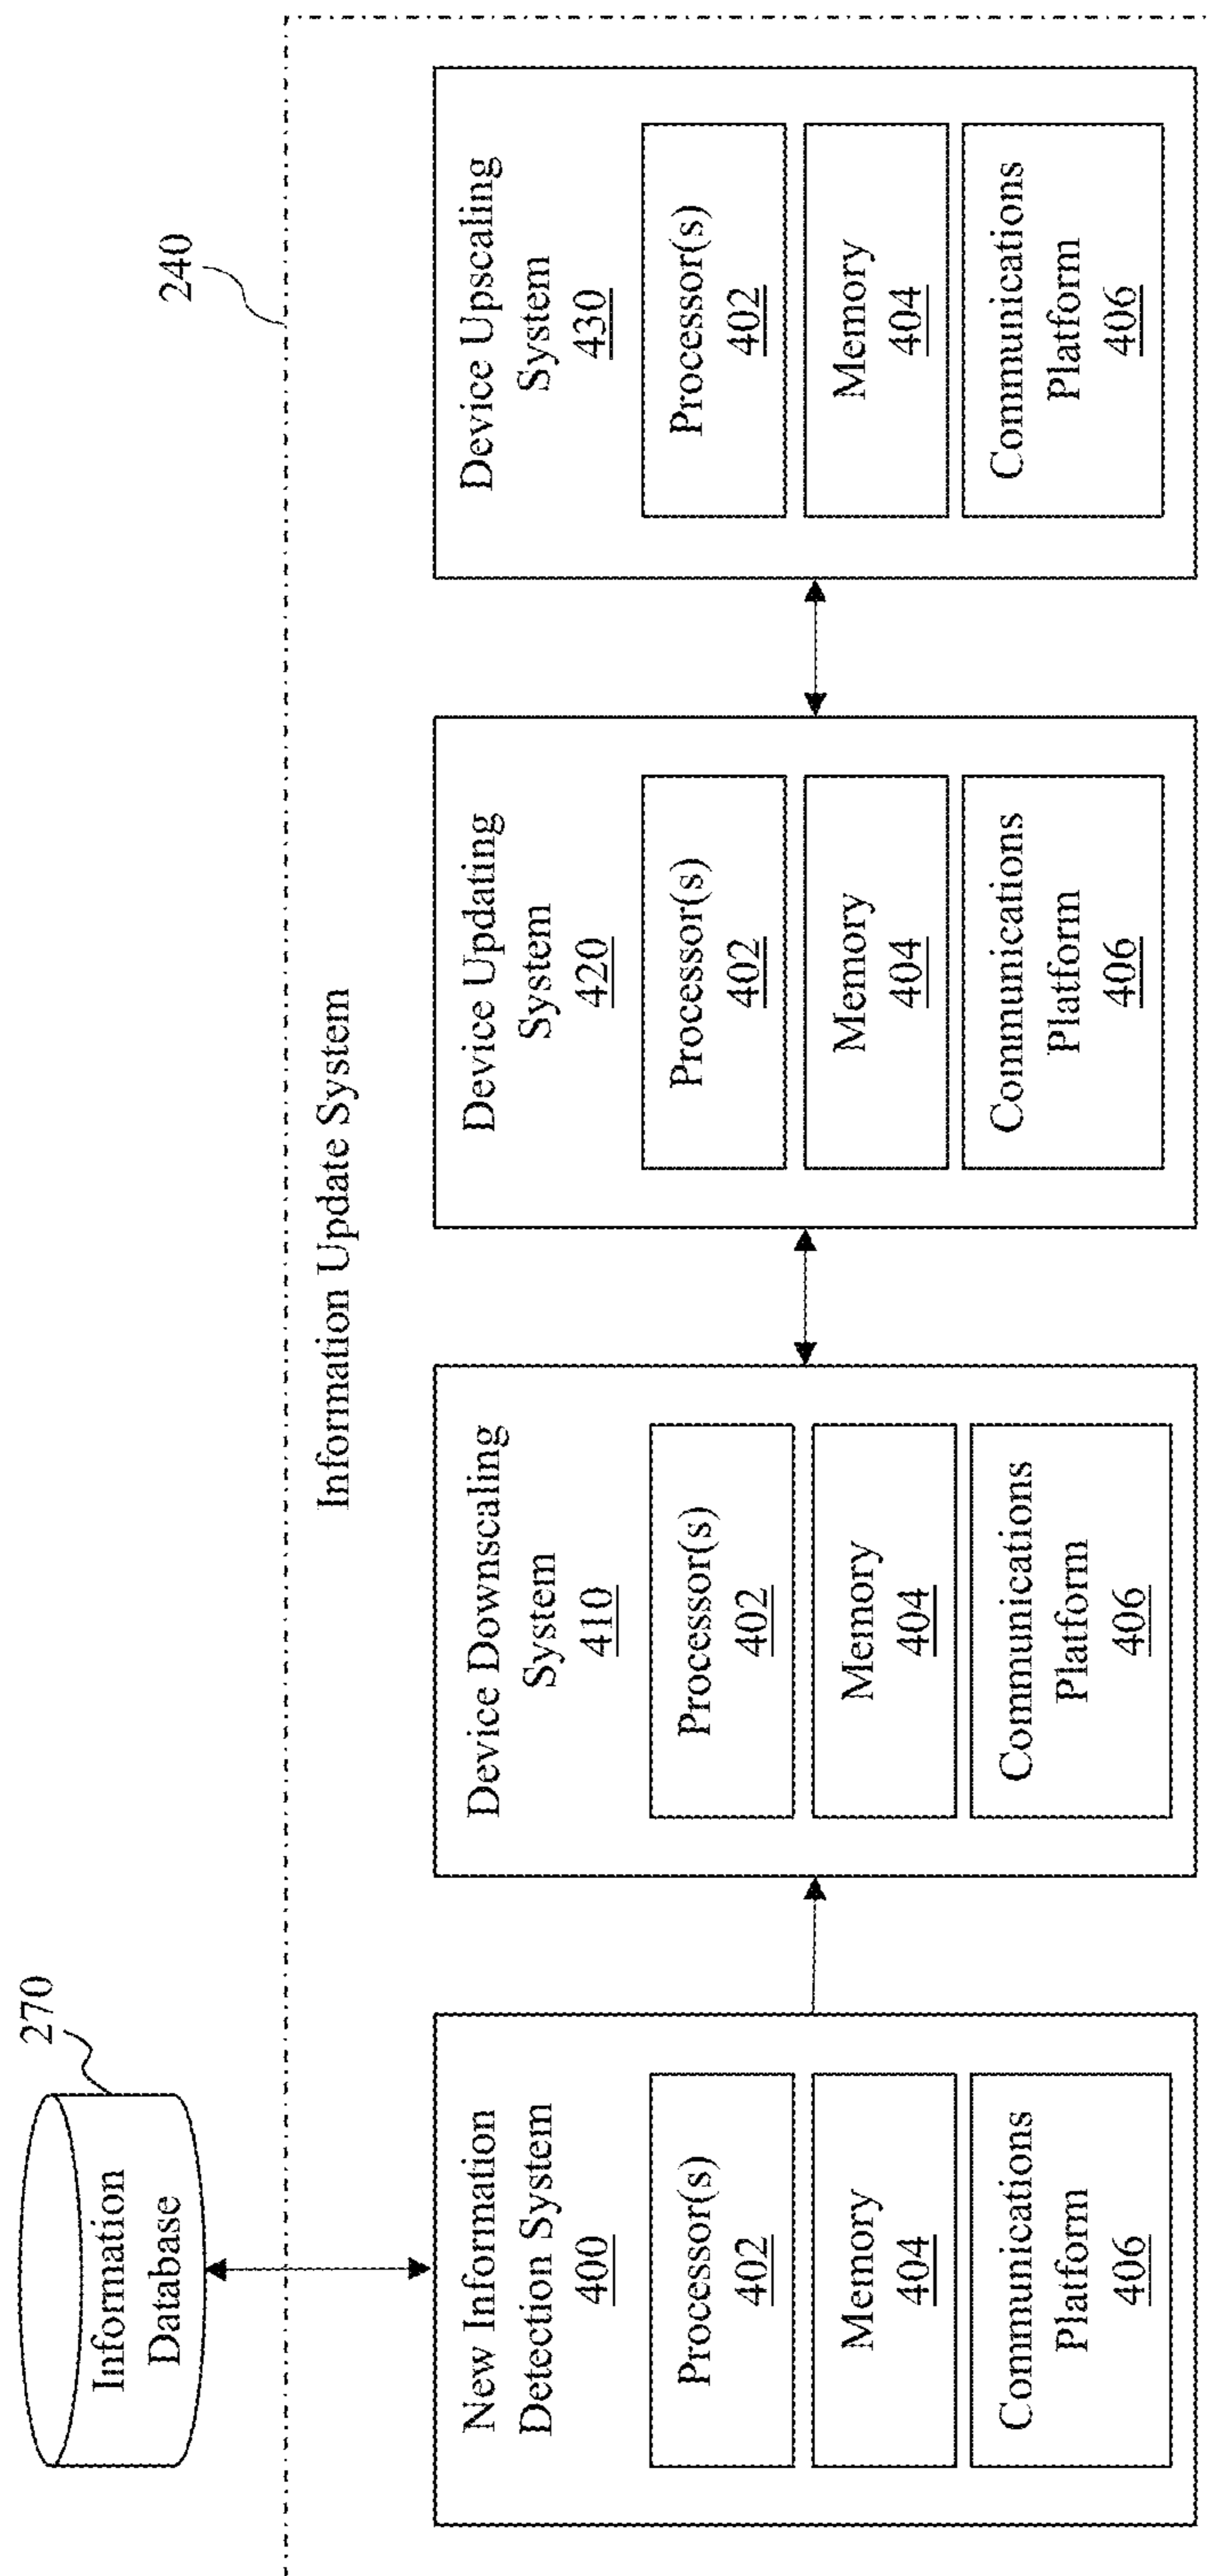 270
Information
Database
240
Information Update System
New Information
Detection System
400
Processor(s)
402
Memory
404
Communications
Platform
406
Device Downscaling
System
410
Processor(s)
402
Memory
404
Communications
Platform
406
Device Updating
System
420
Processor(s)
402
Memory
404
Communications
Platform
406
Device Upscaling
System
430
Processor(s)
402
Memory
404
Communications
Platform
406